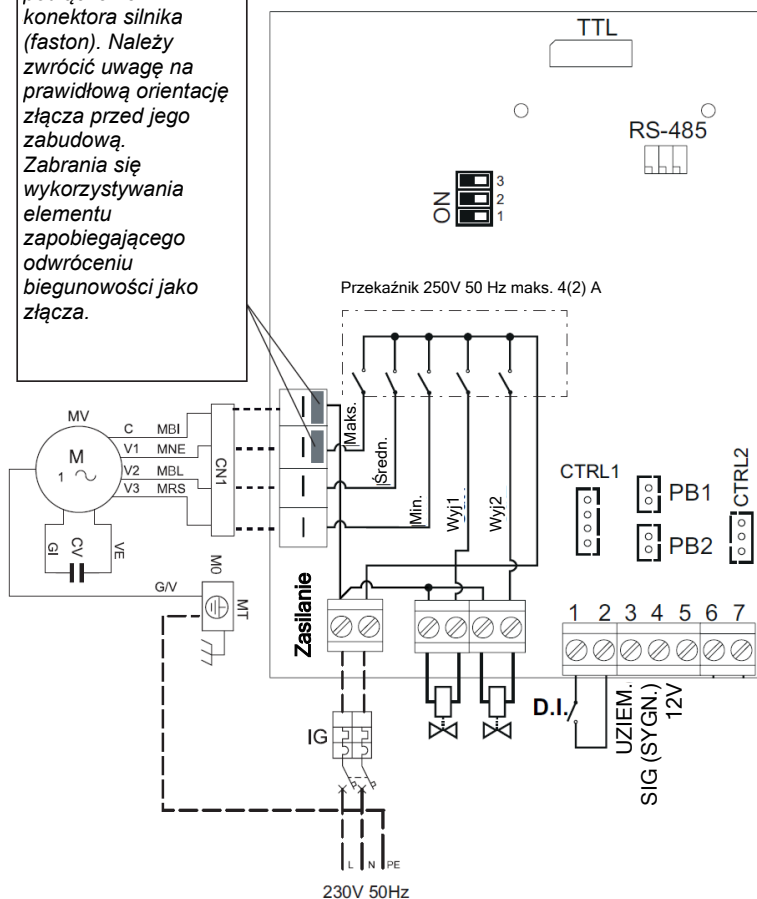 konektora silnika
(faston). Należy
zwrócić uwagę na
prawidłową orientację
złącza przed jego
zabudową.
Zabrania się
wykorzystywania
elementu
zapobiegającego
odwróceniu
biegunowości jako
złącza.
TTL
RS-485
ON
3
2
1
Przekaźnik 250V 50 Hz maks. 4(2) A
MV
M
1
C MBI
V1 MNE
V2 MBL
V3 MRS
CN1
Maks.
Średn.
Min.
Wyj1
Wyj2
GI
CV
VE
G/V
M0
MT
Zasilanie
CTRL1
PB1
PB2
CTRL2
1 2 3 4 5 6 7
D.I.
UZIEM.
SIG (SYGN.)
12V
IG
L N PE
230V 50Hz